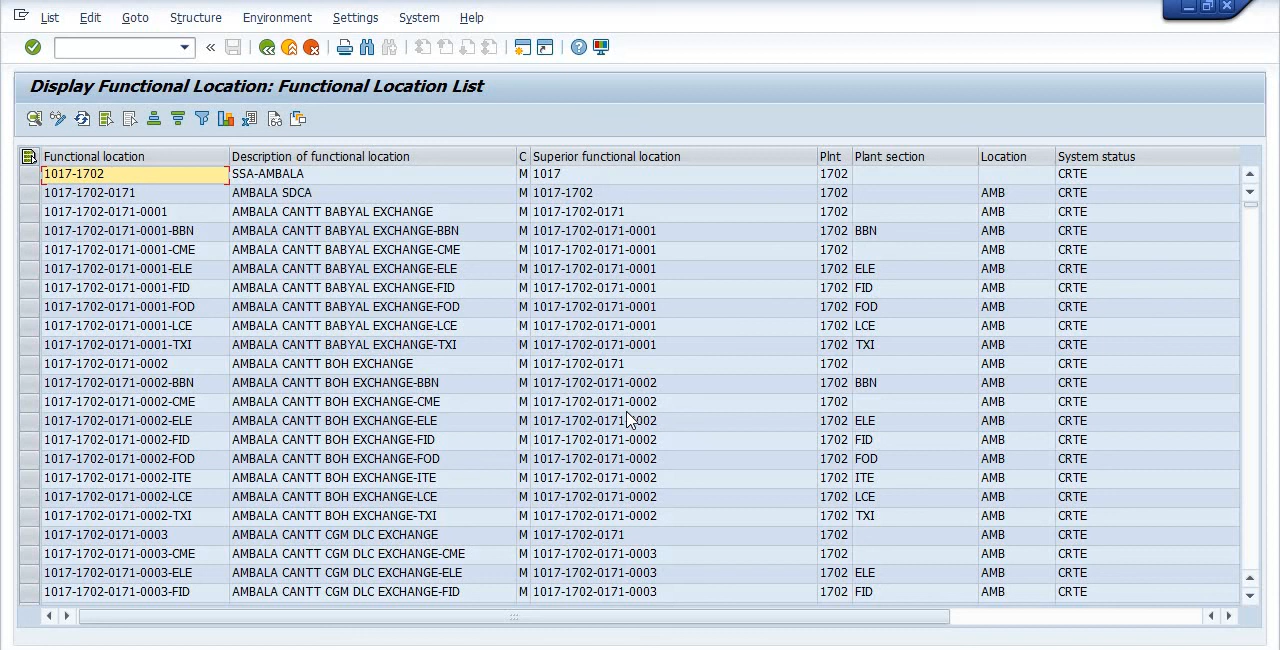 List Edit Goto Structure Environment Settings System Help
Display Functional Location: Functional Location List
Functional location Description of functional location C Superior functional location Plnt Plant section Location System status
1017-1702 SSA-AMBALA M 1017 1702 CRTE
1017-1702-0171 AMBALA SDCA M 1017-1702 1702 AMB CRTE
1017-1702-0171-0001 AMBALA CANTT BABYAL EXCHANGE M 1017-1702-0171 1702 AMB CRTE
1017-1702-0171-0001-BBN AMBALA CANTT BABYAL EXCHANGE-BBN M 1017-1702-0171-0001 1702 BBN AMB CRTE
1017-1702-0171-0001-CME AMBALA CANTT BABYAL EXCHANGE-CME M 1017-1702-0171-0001 1702 AMB CRTE
1017-1702-0171-0001-ELE AMBALA CANTT BABYAL EXCHANGE-ELE M 1017-1702-0171-0001 1702 ELE AMB CRTE
1017-1702-0171-0001-FID AMBALA CANTT BABYAL EXCHANGE-FID M 1017-1702-0171-0001 1702 FID AMB CRTE
1017-1702-0171-0001-FOD AMBALA CANTT BABYAL EXCHANGE-FOD M 1017-1702-0171-0001 1702 FOD AMB CRTE
1017-1702-0171-0001-LCE AMBALA CANTT BABYAL EXCHANGE-LCE M 1017-1702-0171-0001 1702 LCE AMB CRTE
1017-1702-0171-0001-TXI AMBALA CANTT BABYAL EXCHANGE-TXI M 1017-1702-0171-0001 1702 TXI AMB CRTE
1017-1702-0171-0002 AMBALA CANTT BOH EXCHANGE M 1017-1702-0171 1702 AMB CRTE
1017-1702-0171-0002-BBN AMBALA CANTT BOH EXCHANGE-BBN M 1017-1702-0171-0002 1702 BBN AMB CRTE
1017-1702-0171-0002-CME AMBALA CANTT BOH EXCHANGE-CME M 1017-1702-0171-0002 1702 AMB CRTE
1017-1702-0171-0002-ELE AMBALA CANTT BOH EXCHANGE-ELE M 1017-1702-0171-0002 1702 ELE AMB CRTE
1017-1702-0171-0002-FID AMBALA CANTT BOH EXCHANGE-FID M 1017-1702-0171-0002 1702 FID AMB CRTE
1017-1702-0171-0002-FOD AMBALA CANTT BOH EXCHANGE-FOD M 1017-1702-0171-0002 1702 FOD AMB CRTE
1017-1702-0171-0002-ITE AMBALA CANTT BOH EXCHANGE-ITE M 1017-1702-0171-0002 1702 ITE AMB CRTE
1017-1702-0171-0002-LCE AMBALA CANTT BOH EXCHANGE-LCE M 1017-1702-0171-0002 1702 LCE AMB CRTE
1017-1702-0171-0002-TXI AMBALA CANTT BOH EXCHANGE-TXI M 1017-1702-0171-0002 1702 TXI AMB CRTE
1017-1702-0171-0003 AMBALA CANTT CGM DLC EXCHANGE M 1017-1702-0171 1702 AMB CRTE
1017-1702-0171-0003-CME AMBALA CANTT CGM DLC EXCHANGE-CME M 1017-1702-0171-0003 1702 AMB CRTE
1017-1702-0171-0003-ELE AMBALA CANTT CGM DLC EXCHANGE-ELE M 1017-1702-0171-0003 1702 ELE AMB CRTE
1017-1702-0171-0003-FID AMBALA CANTT CGM DLC EXCHANGE-FID M 1017-1702-0171-0003 1702 FID AMB CRTE